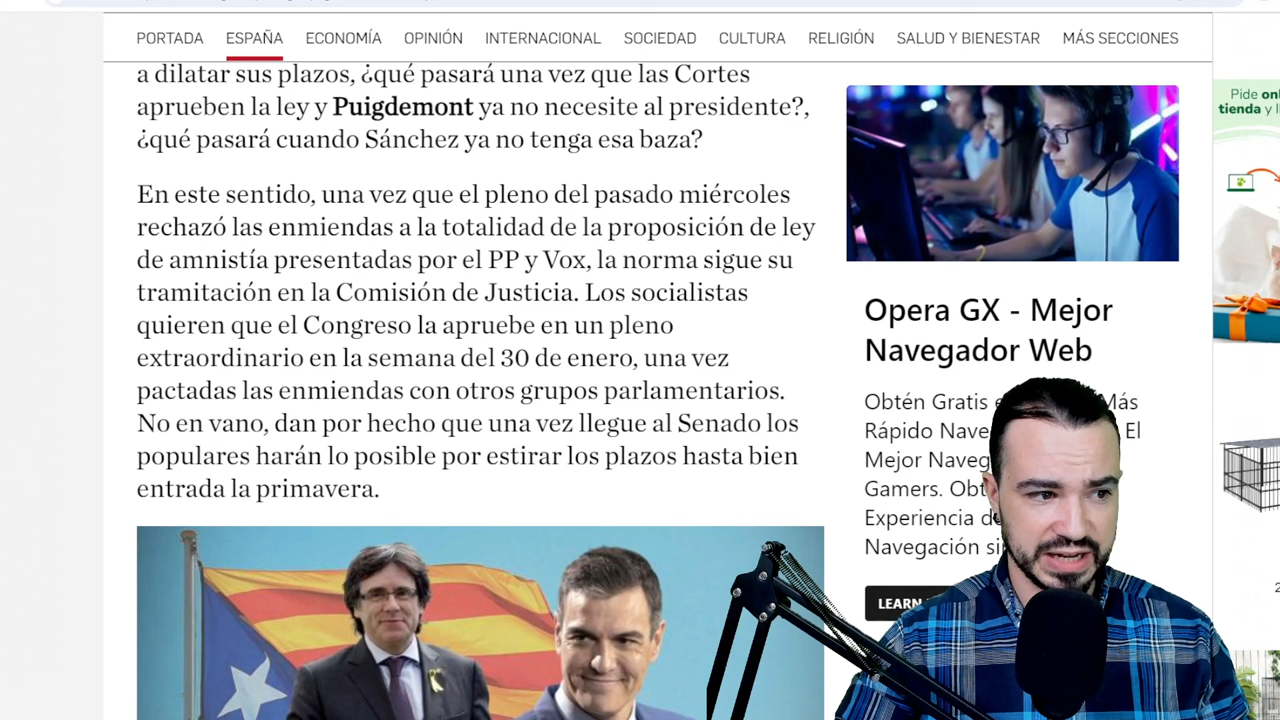 PORTADA ESPAÑA ECONOMÍA OPINIÓN INTERNACIONAL SOCIEDAD CULTURA RELIGIÓN SALUD Y BIENESTAR MÁS SECCIONES
a dilatar sus plazos, ¿qué pasará una vez que las Cortes
aprueben la ley y Puigdemont ya no necesite al presidente?,
¿qué pasará cuando Sánchez ya no tenga esa baza?
En este sentido, una vez que el pleno del pasado miércoles
rechazó las enmiendas a la totalidad de la proposición de ley
de amnistía presentadas por el PP y Vox, la norma sigue su
tramitación en la Comisión de Justicia. Los socialistas
quieren que el Congreso la apruebe en un pleno
extraordinario en la semana del 30 de enero, una vez
pactadas las enmiendas con otros grupos parlamentarios.
No en vano, dan por hecho que una vez llegue al Senado los
populares harán lo posible por estirar los plazos hasta bien
entrada la primavera.
Opera GX - Mejor
Navegador Web
Obtén Gratis Más
Rápido El
Mejor
Gamers.
Experiencia
Navegación
LEARN
Pide
tienda y